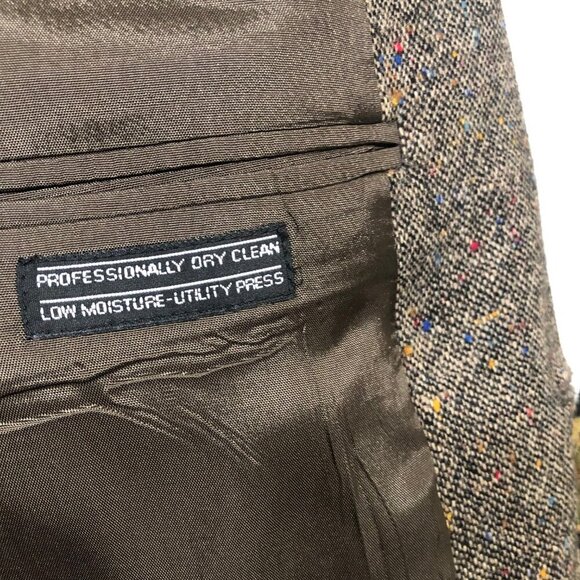 PROFESSIONALLY DRY CLEAN
LOW MOISTURE-UTILITY PRESS